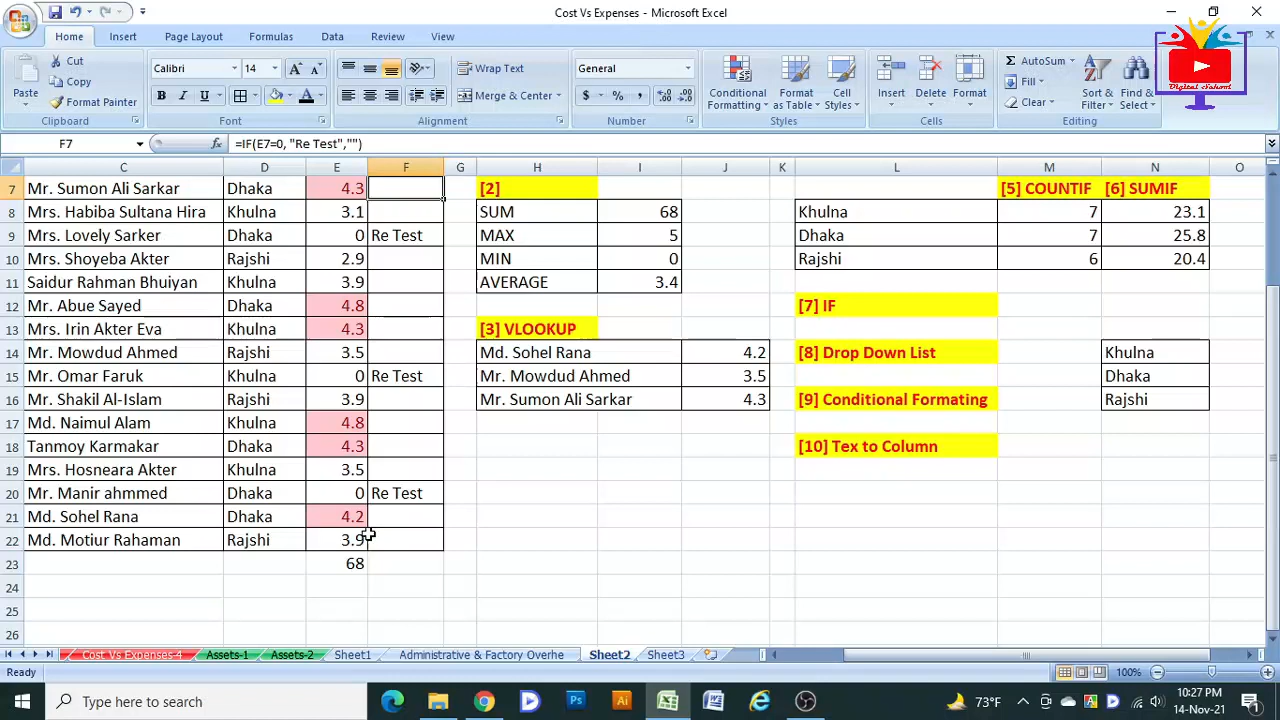 Cost Vs Expenses - Microsoft Excel
Home Insert Page Layout Formulas Data Review View
Paste Cut Copy Format Painter Clipboard
Calibri 14 A A B I U A Font
Wrap Text Merge & Center Alignment
General $ % , Number
Conditional Formatting Format as Table Cell Styles Styles
Insert Delete Format Cells
Σ AutoSum Fill Clear Sort & Filter Find & Select Editing
Digital School
F7 fx =IF(E7=0, "Re Test","")
C D E F G H I J K L M N O
7 Mr. Sumon Ali Sarkar Dhaka 4.3 [2] [5] COUNTIF [6] SUMIF
8 Mrs. Habiba Sultana Hira Khulna 3.1 SUM 68 Khulna 7 23.1
9 Mrs. Lovely Sarker Dhaka 0 Re Test MAX 5 Dhaka 7 25.8
10 Mrs. Shoyeba Akter Rajshi 2.9 MIN 0 Rajshi 6 20.4
11 Saidur Rahman Bhuiyan Khulna 3.9 AVERAGE 3.4
12 Mr. Abue Sayed Dhaka 4.8 [7] IF
13 Mrs. Irin Akter Eva Khulna 4.3 [3] VLOOKUP
14 Mr. Mowdud Ahmed Rajshi 3.5 Md. Sohel Rana 4.2 [8] Drop Down List Khulna
15 Mr. Omar Faruk Khulna 0 Re Test Mr. Mowdud Ahmed 3.5 Dhaka
16 Mr. Shakil Al-Islam Rajshi 3.9 Mr. Sumon Ali Sarkar 4.3 [9] Conditional Formating Rajshi
17 Md. Naimul Alam Khulna 4.8
18 Tanmoy Karmakar Dhaka 4.3 [10] Tex to Column
19 Mrs. Hosneara Akter Khulna 3.5
20 Mr. Manir ahmmed Dhaka 0 Re Test
21 Md. Sohel Rana Dhaka 4.2
22 Md. Motiur Rahaman Rajshi 3.9
23 68
24
25
26
Cost Vs Expenses-4 Assets-1 Assets-2 Sheet1 Administrative & Factory Overhe Sheet2 Sheet3
Ready 100%
Type here to search Ps Ai 73°F 10:27 PM
14-Nov-21